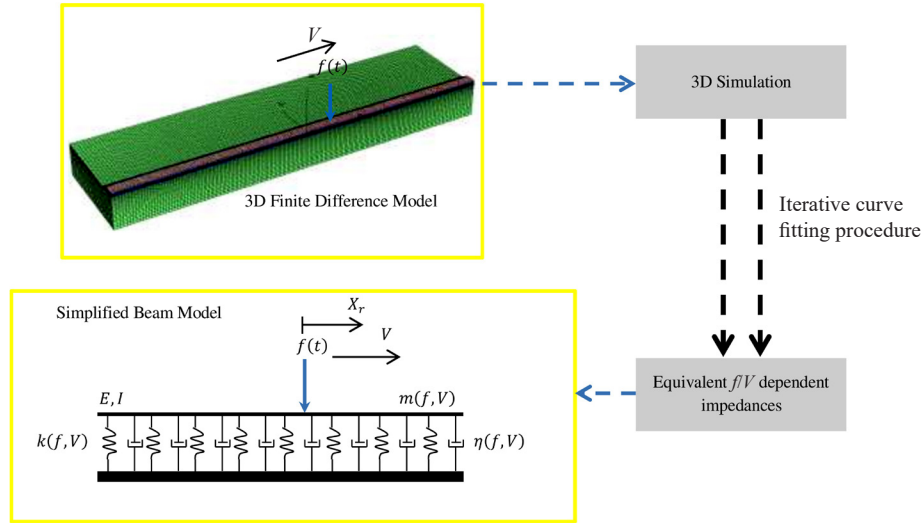 V
f(t)
3D Finite Difference Model
3D Simulation
Iterative curve
fitting procedure
Equivalent f/V dependent
impedances
Simplified Beam Model
X_r
V
f(t)
E, I
m(f,V)
k(f,V)
η(f,V)